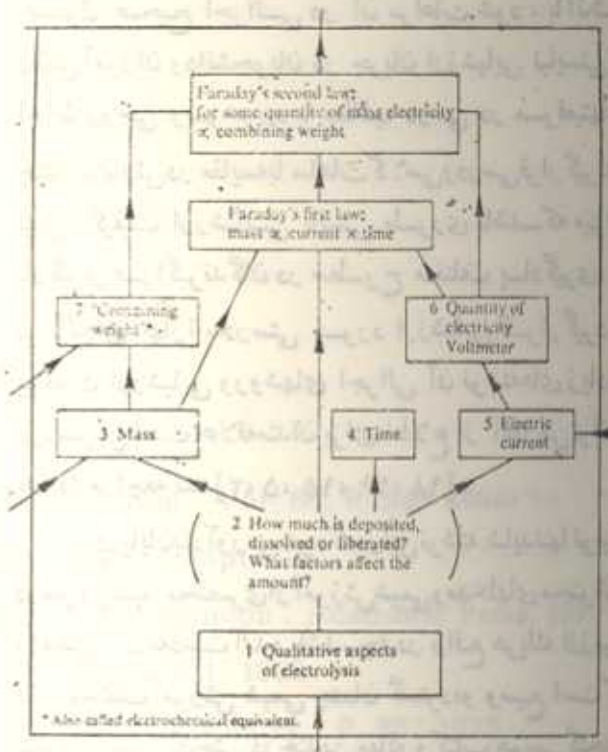 Faraday's second law:
for some quantity of electricity
∝ combining weight
Faraday's first law:
mass ∝ current × time
7 "Combining
weight"*
6 Quantity of
electricity
Voltmeter
3 Mass
4 Time
5 Electric
current
2 How much is deposited,
dissolved or liberated?
What factors affect the
amount?
1 Qualitative aspects
of electrolysis
* Also called electrochemical equivalent.